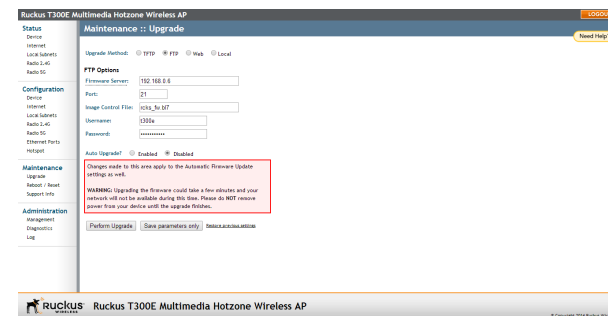 Ruckus T300E Multimedia Hotzone Wireless AP
LOGOU
Need Help?
Status
Device
Internet
Local Subnets
Radio 2.4G
Radio 5G
Configuration
Device
Internet
Local Subnets
Radio 2.4G
Radio 5G
Ethernet Ports
Hotspot
Maintenance
Upgrade
Reboot / Reset
Support Info
Administration
Management
Diagnostics
Log
Maintenance :: Upgrade
Upgrade Method: TFTP FTP Web Local
FTP Options
Firmware Server: 192.168.0.6
Port: 21
Image Control File: rcks_fw.bl7
Username: t300e
Password: •••••••••••
Auto Upgrade? Enabled Disabled
Changes made to this area apply to the Automatic Firmware Update
settings as well.
WARNING: Upgrading the firmware could take a few minutes and your
network will not be available during this time. Please do NOT remove
power from your device until the upgrade finishes.
Perform Upgrade Save parameters only Restore previous settings
RUCKUS WIRELESS
Ruckus T300E Multimedia Hotzone Wireless AP
© Copyright 2014 Ruckus